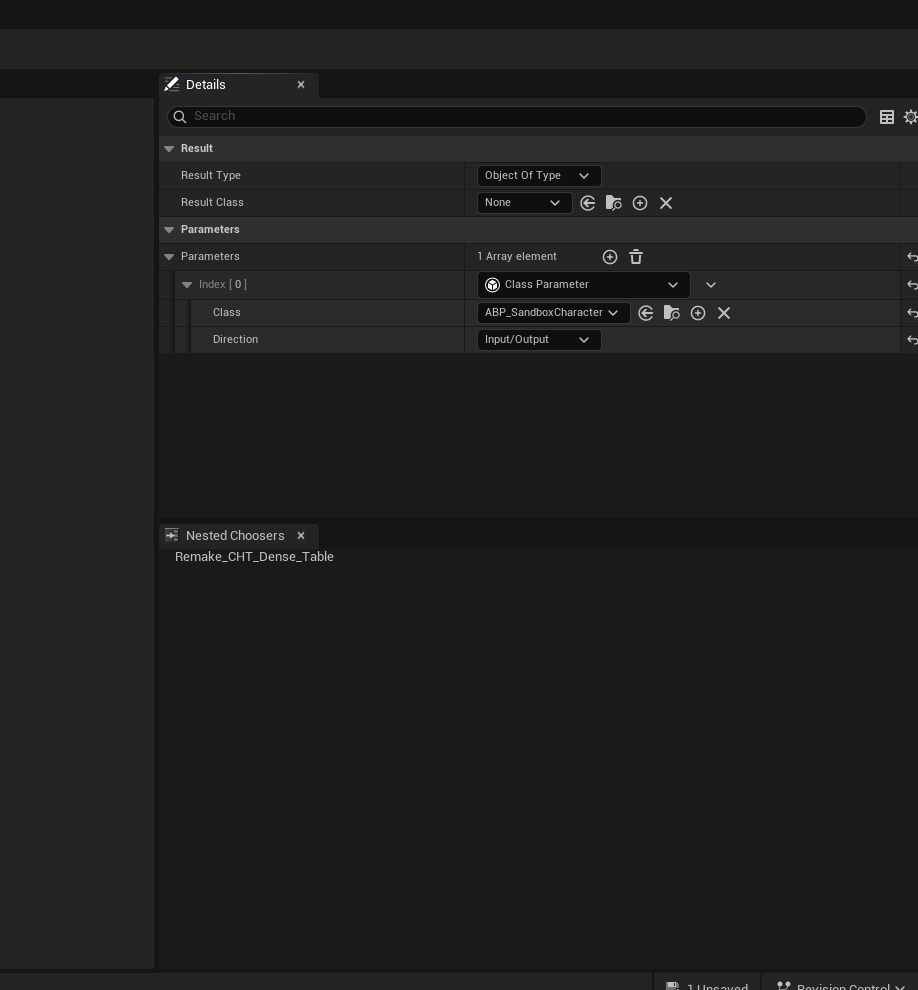 Details
Search
Result
Result Type Object Of Type
Result Class None
Parameters
Parameters 1 Array element
Index [ 0 ] Class Parameter
Class ABP_SandboxCharacter
Direction Input/Output
Nested Choosers
Remake_CHT_Dense_Table
1 Unsaved Revision Control